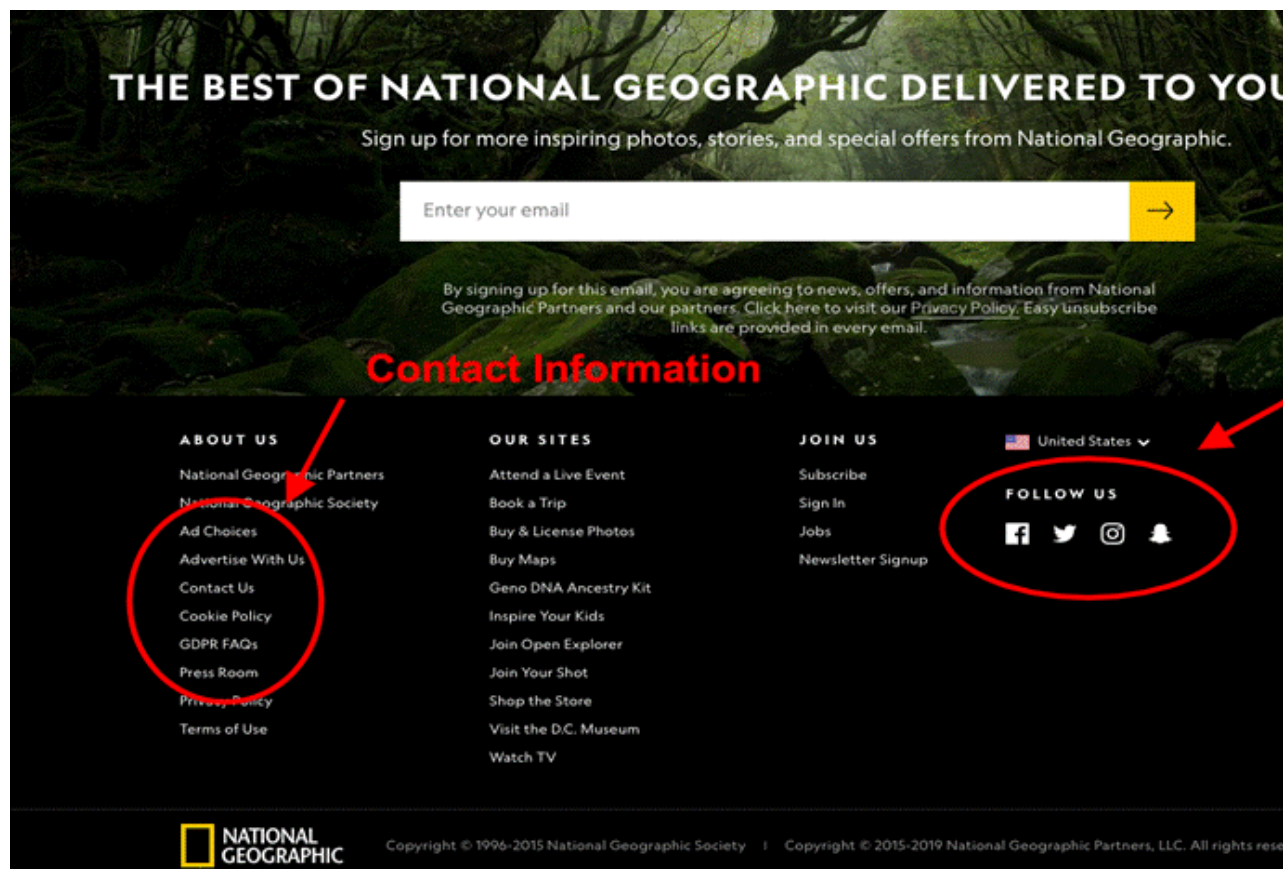 THE BEST OF NATIONAL GEOGRAPHIC DELIVERED TO YOU
Sign up for more inspiring photos, stories, and special offers from National Geographic.
Enter your email
By signing up for this email, you are agreeing to news, offers, and information from National
Geographic Partners and our partners. Click here to visit our Privacy Policy. Easy unsubscribe
links are provided in every email.
Contact Information
ABOUT US
National Geographic Partners
National Geographic Society
Ad Choices
Advertise With Us
Contact Us
Cookie Policy
GDPR FAQs
Press Room
Privacy Policy
Terms of Use
OUR SITES
Attend a Live Event
Book a Trip
Buy & License Photos
Buy Maps
Geno DNA Ancestry Kit
Inspire Your Kids
Join Open Explorer
Join Your Shot
Shop the Store
Visit the D.C. Museum
Watch TV
JOIN US
Subscribe
Sign In
Jobs
Newsletter Signup
United States
FOLLOW US
NATIONAL
GEOGRAPHIC
Copyright © 1996-2015 National Geographic Society | Copyright © 2015-2019 National Geographic Partners, LLC. All rights rese